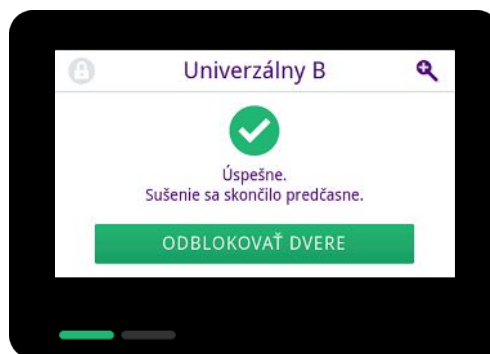 Univerzálny B
Úspešne.
Sušenie sa skončilo predčasne.
ODBLOKOVAŤ DVERE